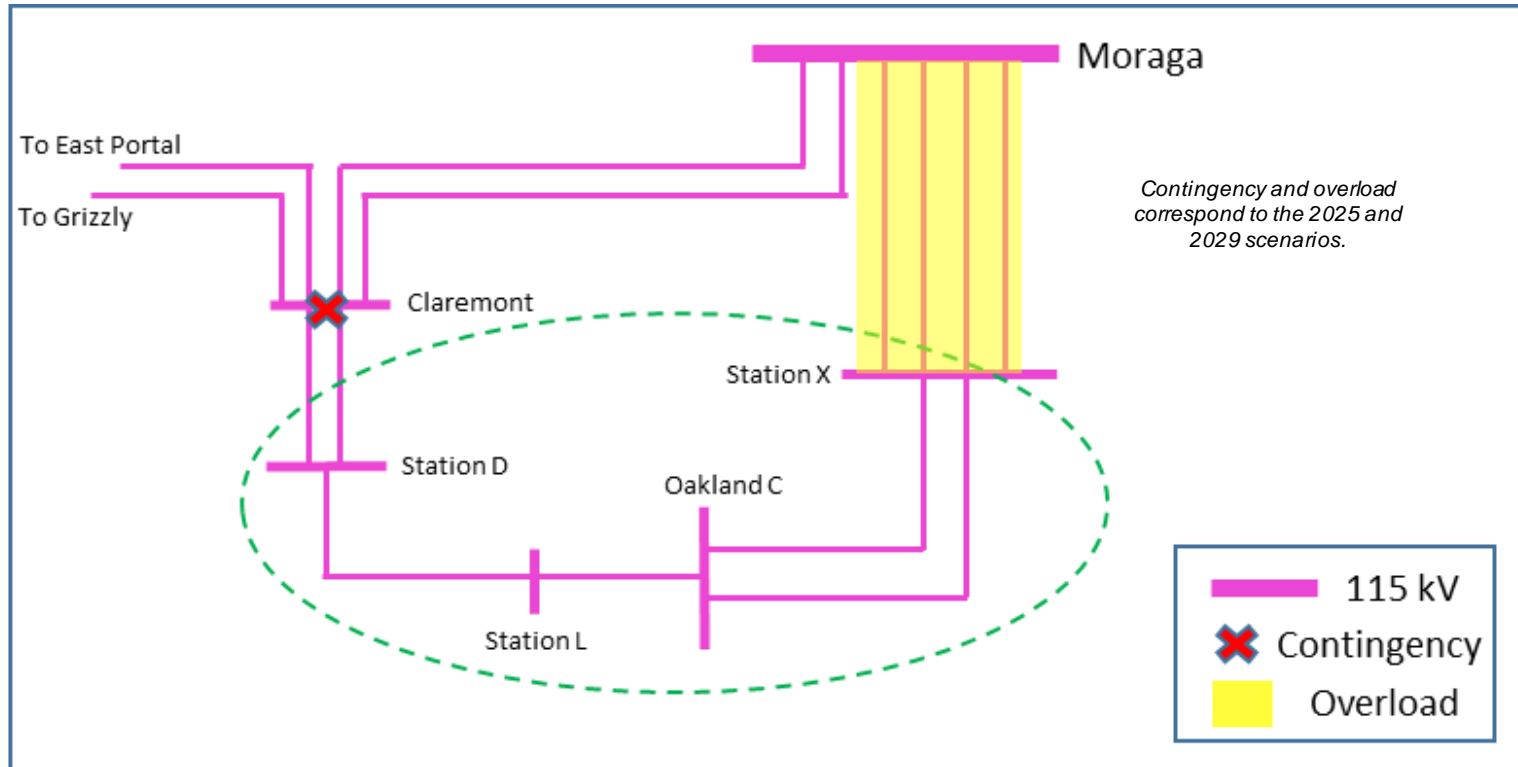 Moraga
To East Portal
To Grizzly
Contingency and overload
correspond to the 2025 and
2029 scenarios.
Claremont
Station X
Station D
Oakland C
Station L
115 kV
Contingency
Overload